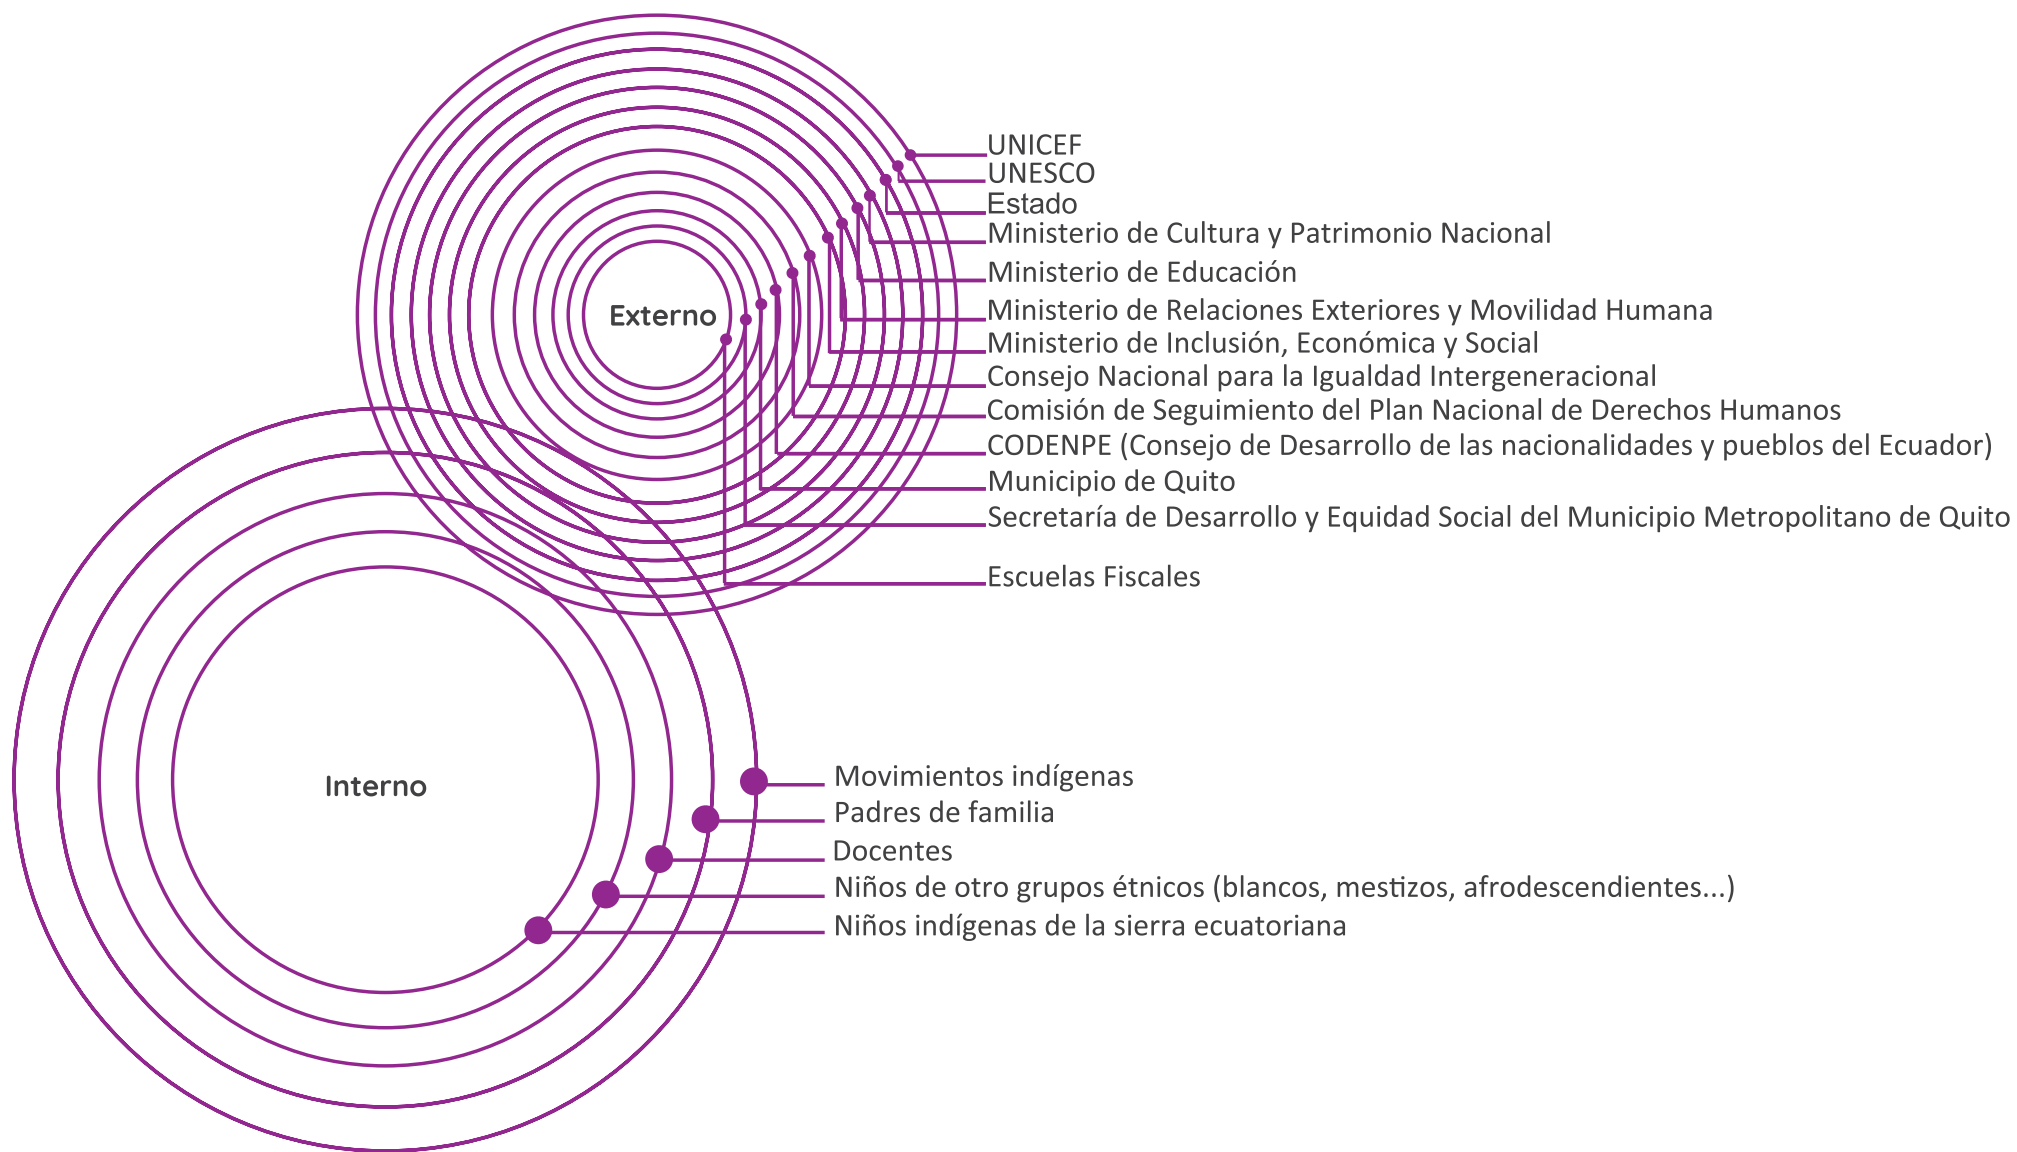 UNICEF
UNESCO
Estado
Ministerio de Cultura y Patrimonio Nacional
Ministerio de Educación
Externo
Ministerio de Relaciones Exteriores y Movilidad Humana
Ministerio de Inclusión, Económica y Social
Consejo Nacional para la Igualdad Intergeneracional
Comisión de Seguimiento del Plan Nacional de Derechos Humanos
CODENPE (Consejo de Desarrollo de las nacionalidades y pueblos del Ecuador)
Municipio de Quito
Secretaría de Desarrollo y Equidad Social del Municipio Metropolitano de Quito
Escuelas Fiscales
Interno
Movimientos indígenas
Padres de familia
Docentes
Niños de otro grupos étnicos (blancos, mestizos, afrodescendientes...)
Niños indígenas de la sierra ecuatoriana